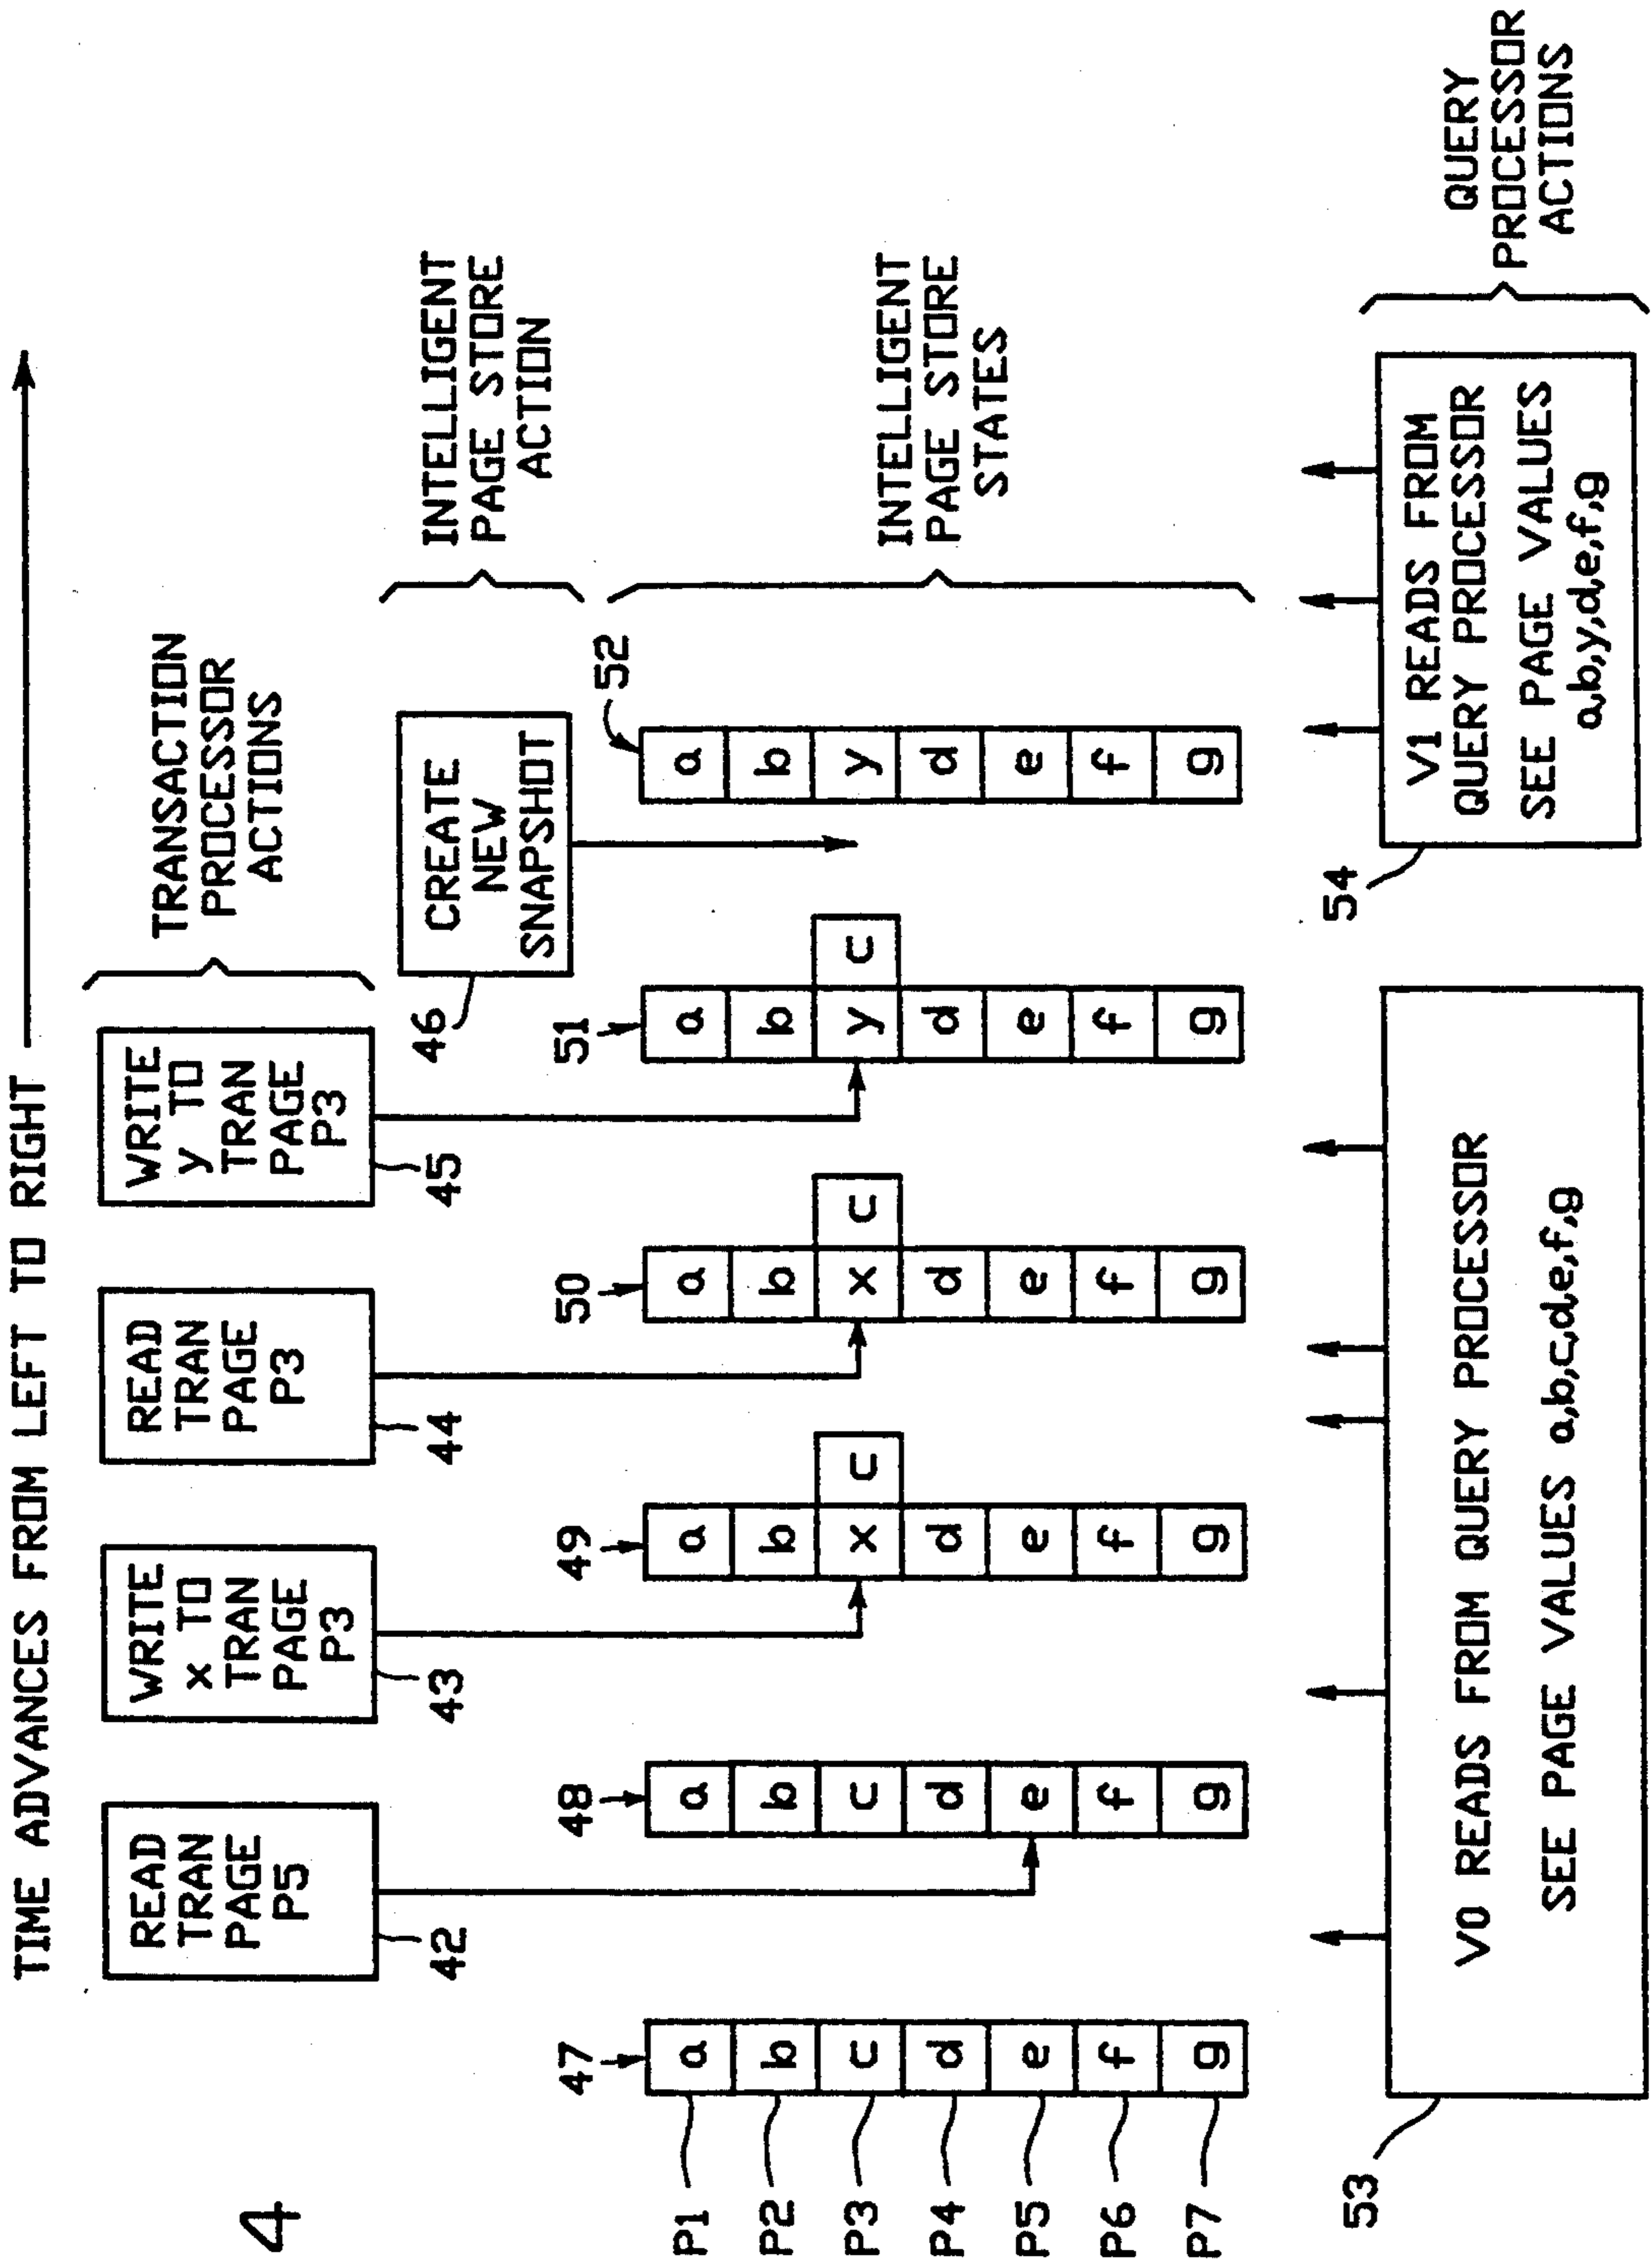 4
TIME ADVANCES FROM LEFT TO RIGHT
READ
TRAN
PAGE
P5
42
WRITE
x TO
TRAN
PAGE
P3
43
READ
TRAN
PAGE
P3
44
WRITE
y TO
TRAN
PAGE
P3
45
TRANSACTION
PROCESSOR
ACTIONS
CREATE
NEW
SNAPSHOT
46
INTELLIGENT
PAGE STORE
ACTION
47
48
49
50
51
52
P1
P2
P3
P4
P5
P6
P7
a
b
c
d
e
f
g
a
b
c
d
e
f
g
a
b
x c
d
e
f
g
a
b
x c
d
e
f
g
a
b
y c
d
e
f
g
a
b
y
d
e
f
g
INTELLIGENT
PAGE STORE
STATES
53
V0 READS FROM QUERY PROCESSOR
SEE PAGE VALUES a,b,c,d,e,f,g
54
V1 READS FROM
QUERY PROCESSOR
SEE PAGE VALUES
a,b,y,d,e,f,g
QUERY
PROCESSOR
ACTIONS